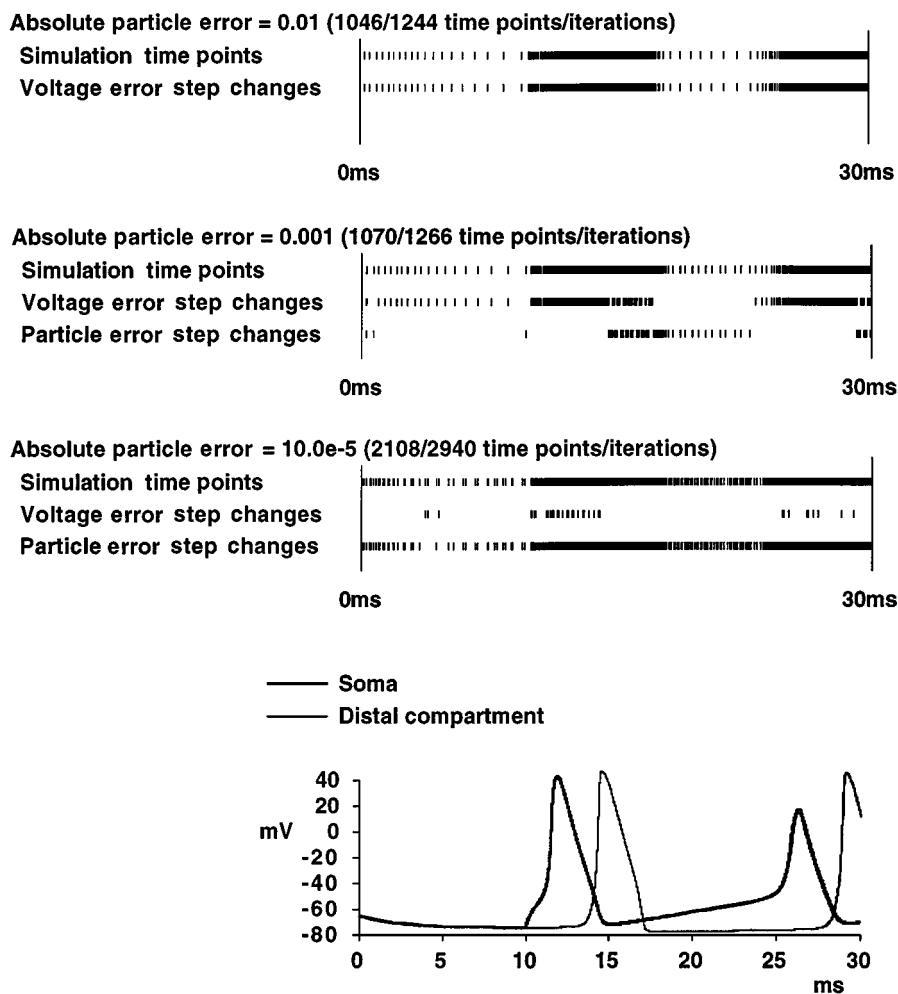 Absolute particle error = 0.01 (1046/1244 time points/iterations)
Simulation time points
Voltage error step changes
0ms 30ms
Absolute particle error = 0.001 (1070/1266 time points/iterations)
Simulation time points
Voltage error step changes
Particle error step changes
0ms 30ms
Absolute particle error = 10.0e-5 (2108/2940 time points/iterations)
Simulation time points
Voltage error step changes
Particle error step changes
0ms 30ms
Soma
Distal compartment
40
20
mV 0
-20
-40
-60
-80
0 5 10 15 20 25 30
ms